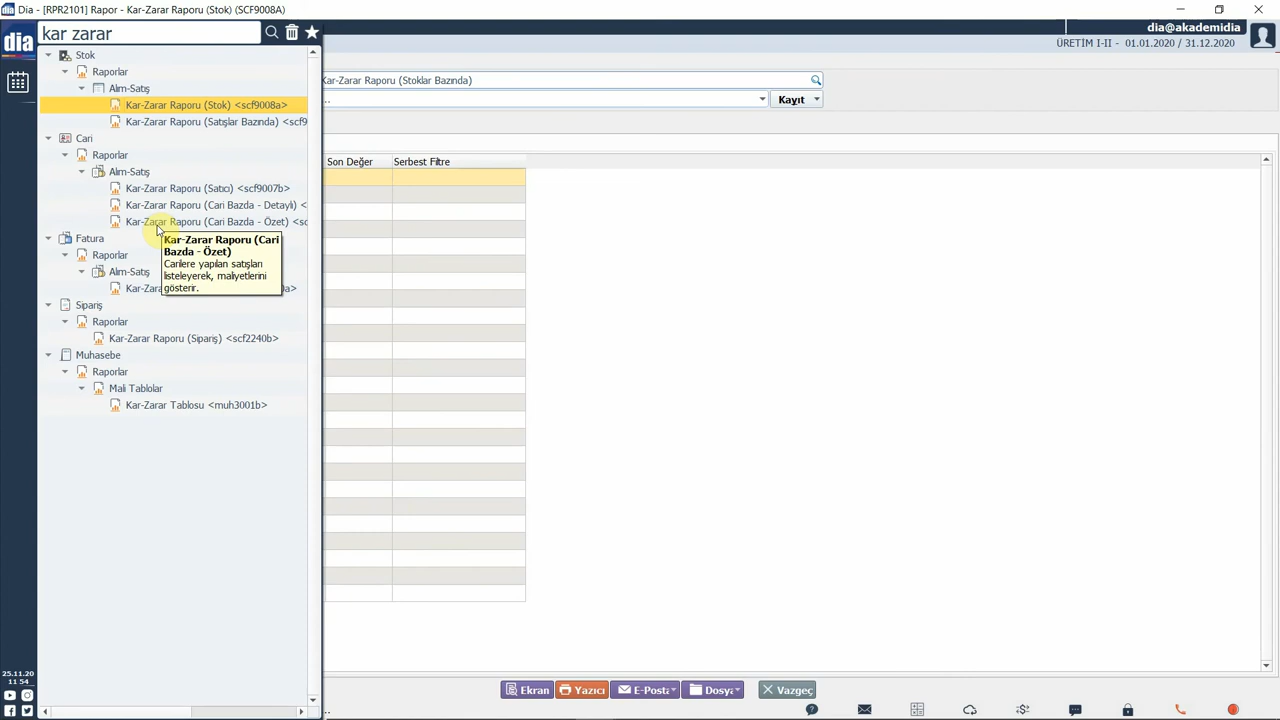 Dia - [RPR2101] Rapor - Kar-Zarar Raporu (Stok) (SCF9008A)
dia
kar zarar
dia@akademidia
ÜRETİM I-II - 01.01.2020 / 31.12.2020
Stok
Raporlar
Alım-Satış
Kar-Zarar Raporu (Stok) <scf9008a>
Kar-Zarar Raporu (Satışlar Bazında) <scf9
Cari
Raporlar
Alım-Satış
Kar-Zarar Raporu (Satıcı) <scf9007b>
Kar-Zarar Raporu (Cari Bazda - Detaylı) <
Kar-Zarar Raporu (Cari Bazda - Özet) <sc
Kar-Zarar Raporu (Cari
Bazda - Özet)
Carilere yapılan satışları
listeleyerek, maliyetlerini
gösterir.
Fatura
Raporlar
Alım-Satış
Kar-Za
a>
Sipariş
Raporlar
Kar-Zarar Raporu (Sipariş) <scf2240b>
Muhasebe
Raporlar
Mali Tablolar
Kar-Zarar Tablosu <muh3001b>
Kar-Zarar Raporu (Stoklar Bazında)
..
Kayıt
Son Değer
Serbest Filtre
25.11.20
11 54
Ekran
Yazıcı
E-Posta
Dosya
Vazgeç
..